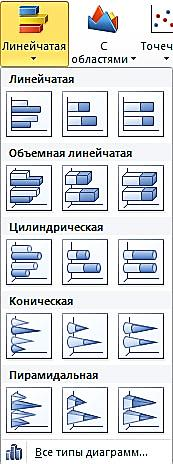 Линейчатая
С
областями
Точеч
Линейчатая
Объемная линейчатая
Цилиндрическая
Коническая
Пирамидальная
Все типы диаграмм...